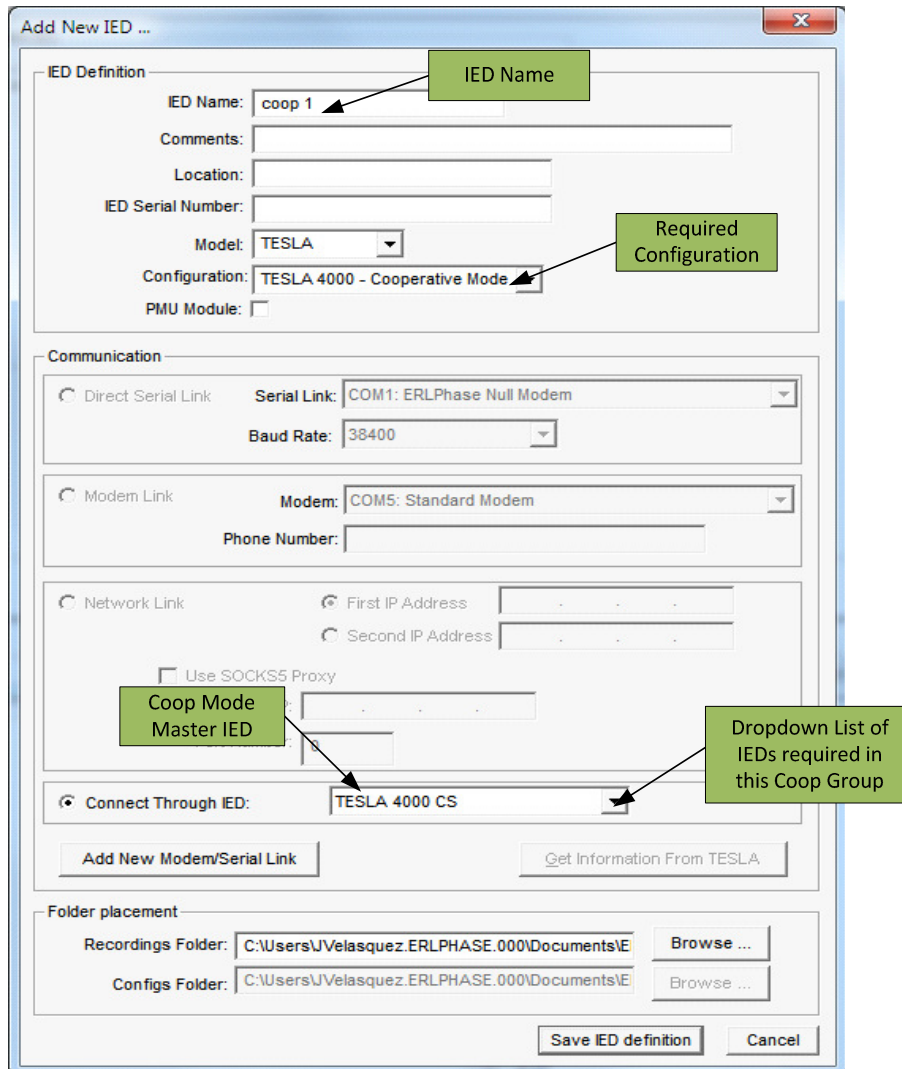 Add New IED ...
IED Definition
IED Name
IED Name: coop 1
Comments:
Location:
IED Serial Number:
Required
Configuration
Model: TESLA
Configuration: TESLA 4000 - Cooperative Mode
PMU Module:
Communication
Direct Serial Link Serial Link: COM1: ERLPhase Null Modem
Baud Rate: 38400
Modem Link Modem: COM5: Standard Modem
Phone Number:
Network Link First IP Address . . .
Second IP Address . . .
Use SOCKS5 Proxy
Coop Mode
Master IED
. . .
0
Dropdown List of
IEDs required in
this Coop Group
Connect Through IED: TESLA 4000 CS
Add New Modem/Serial Link Get Information From TESLA
Folder placement
Recordings Folder: C:\Users\JVelasquez.ERLPHASE.000\Documents\E Browse ...
Configs Folder: C:\Users\JVelasquez.ERLPHASE.000\Documents\E Browse ...
Save IED definition Cancel